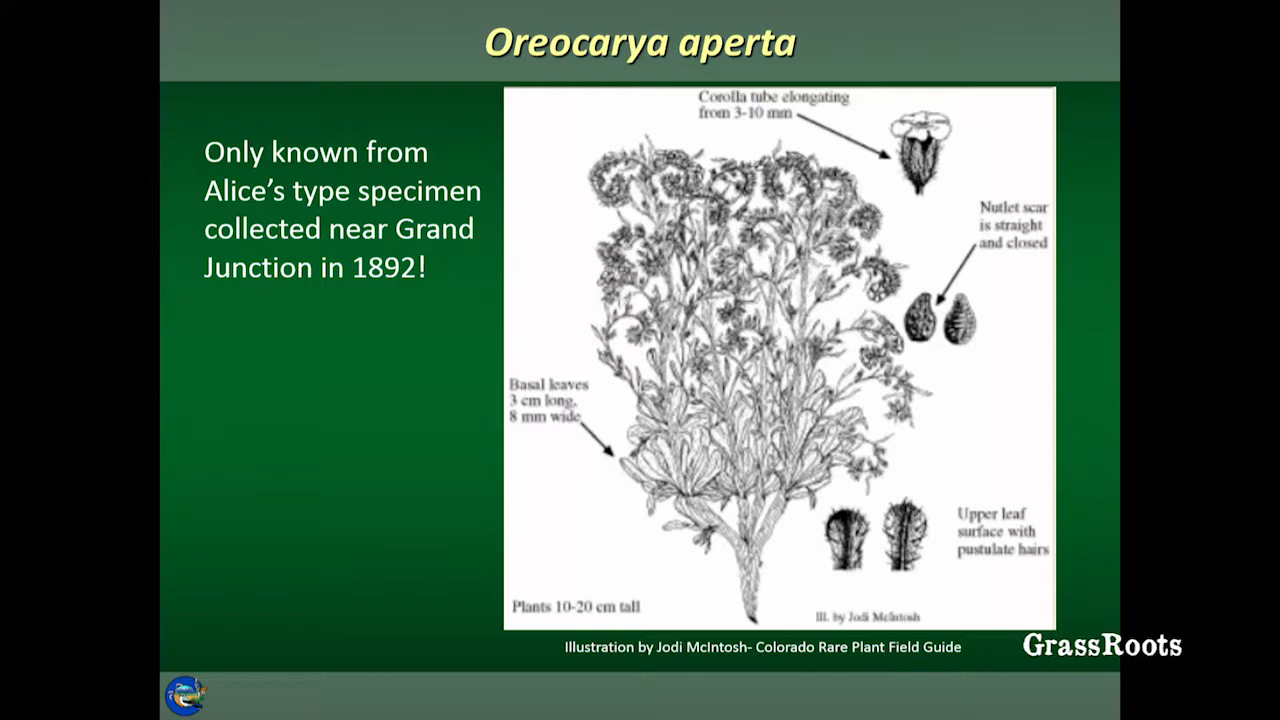 Oreocarya aperta
Only known from
Alice's type specimen
collected near Grand
Junction in 1892!
Corolla tube elongating
from 3-10 mm
Nutlet scar
is straight
and closed
Basal leaves
3 cm long,
8 mm wide
Upper leaf
surface with
pustulate hairs
Plants 10-20 cm tall
Ill. by Jodi McIntosh
Illustration by Jodi McIntosh- Colorado Rare Plant Field Guide
GrassRoots